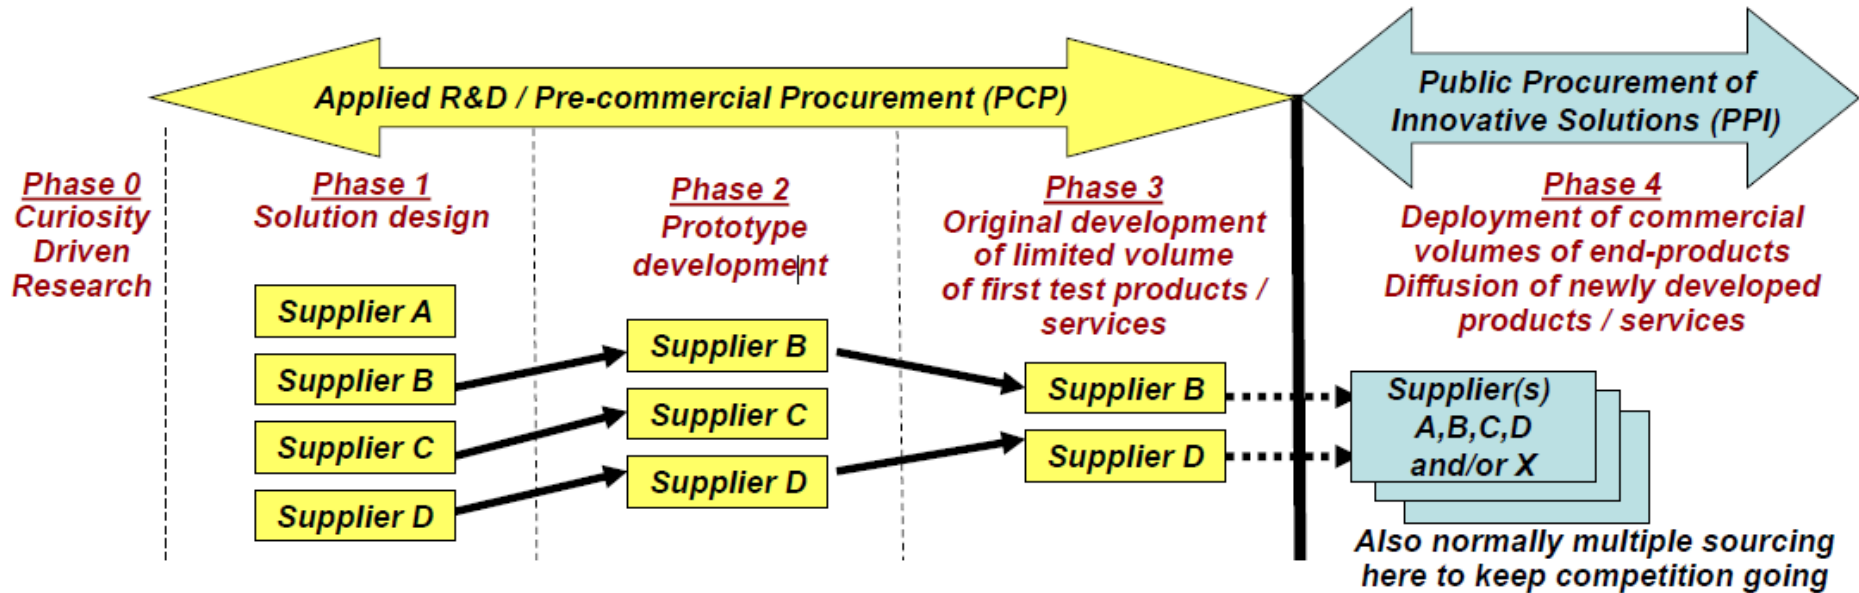 Applied R&D / Pre-commercial Procurement (PCP)
Public Procurement of
Innovative Solutions (PPI)
Phase 0
Curiosity
Driven
Research
Phase 1
Solution design
Supplier A
Supplier B
Supplier C
Supplier D
Phase 2
Prototype
development
Supplier B
Supplier C
Supplier D
Phase 3
Original development
of limited volume
of first test products /
services
Supplier B
Supplier D
Phase 4
Deployment of commercial
volumes of end-products
Diffusion of newly developed
products / services
Supplier(s)
A,B,C,D
and/or X
Also normally multiple sourcing
here to keep competition going